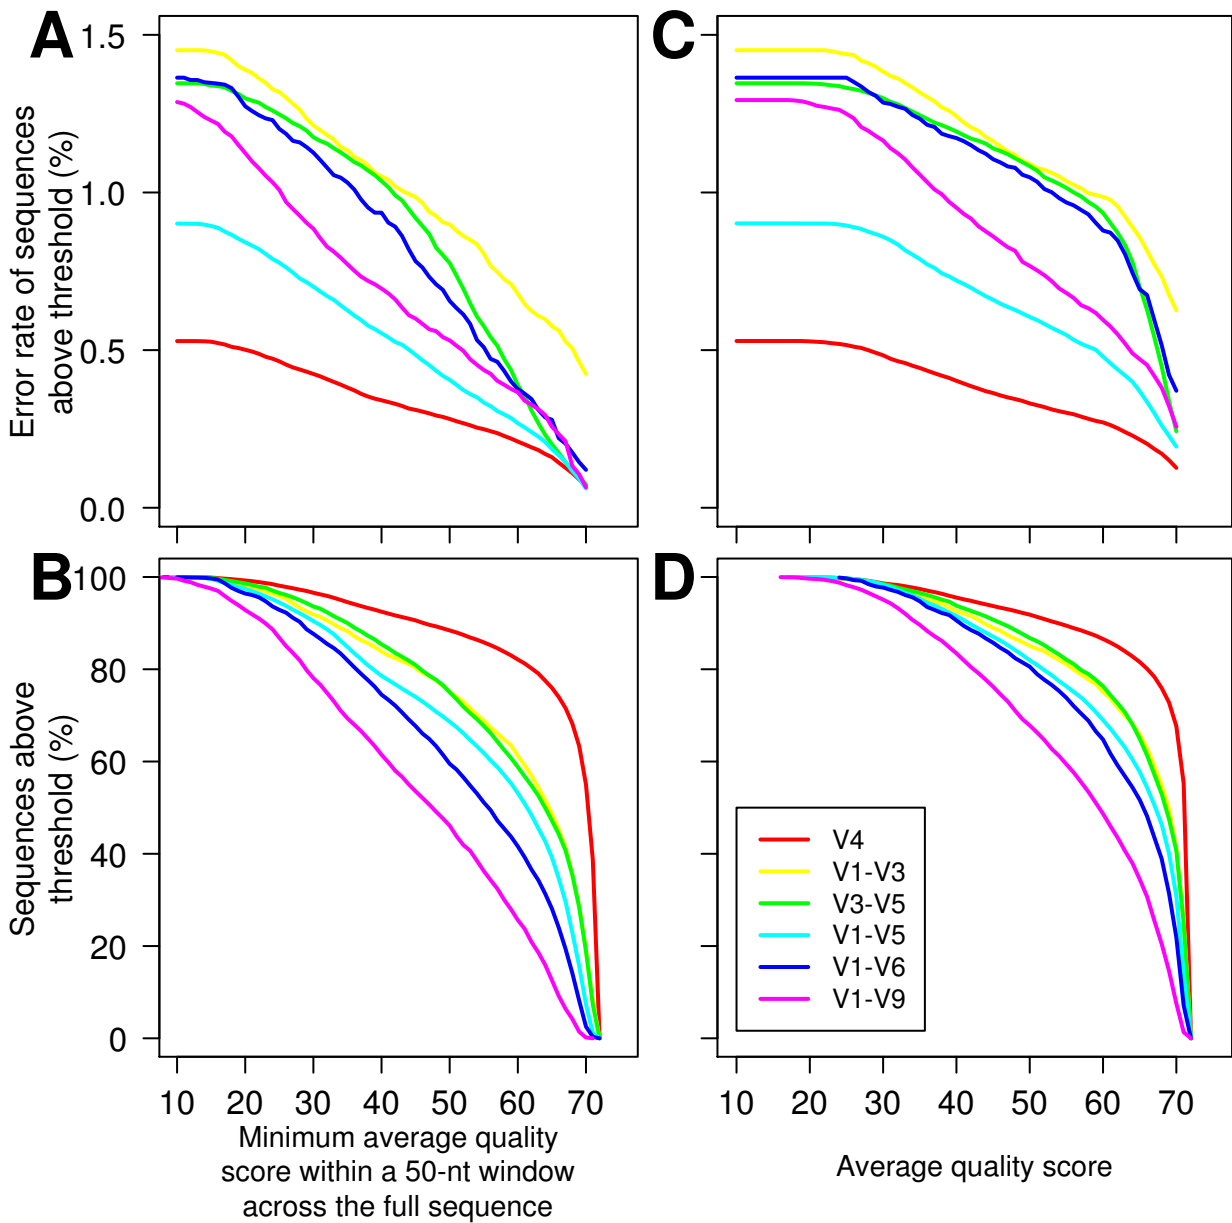 A
C
1.5
1.0
0.5
0.0
Error rate of sequences
above threshold (%)
B
D
100
80
60
40
20
0
Sequences above
threshold (%)
V4
V1-V3
V3-V5
V1-V5
V1-V6
V1-V9
10 20 30 40 50 60 70
10 20 30 40 50 60 70
Minimum average quality
score within a 50-nt window
across the full sequence
Average quality score